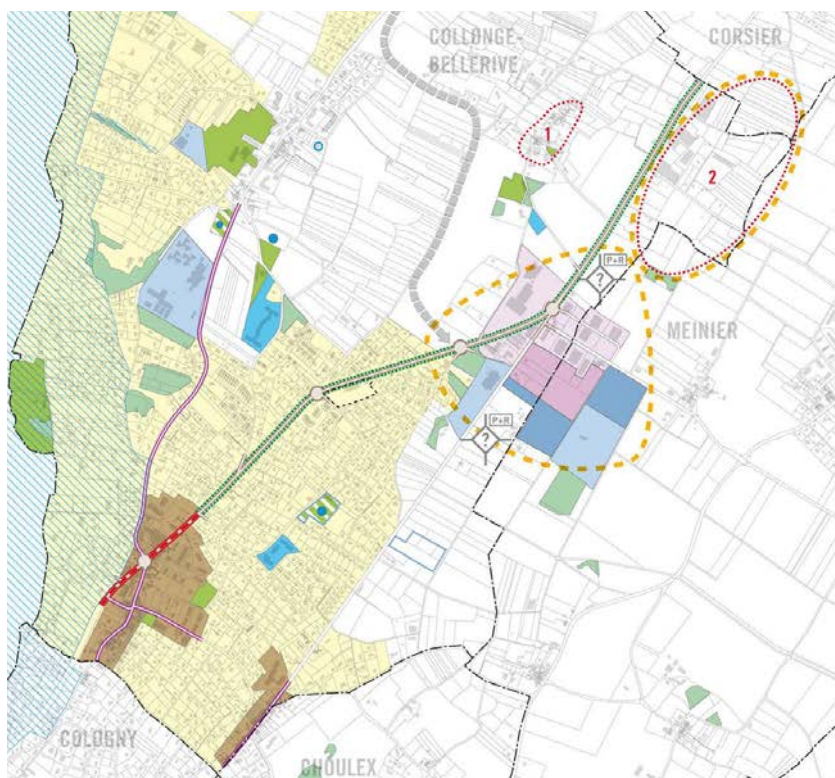 COLLONGE-
BELLERIVE
CORSIER
1
2
P+R
?
MEINIER
P+R
?
COLOGNY
CHOULEX